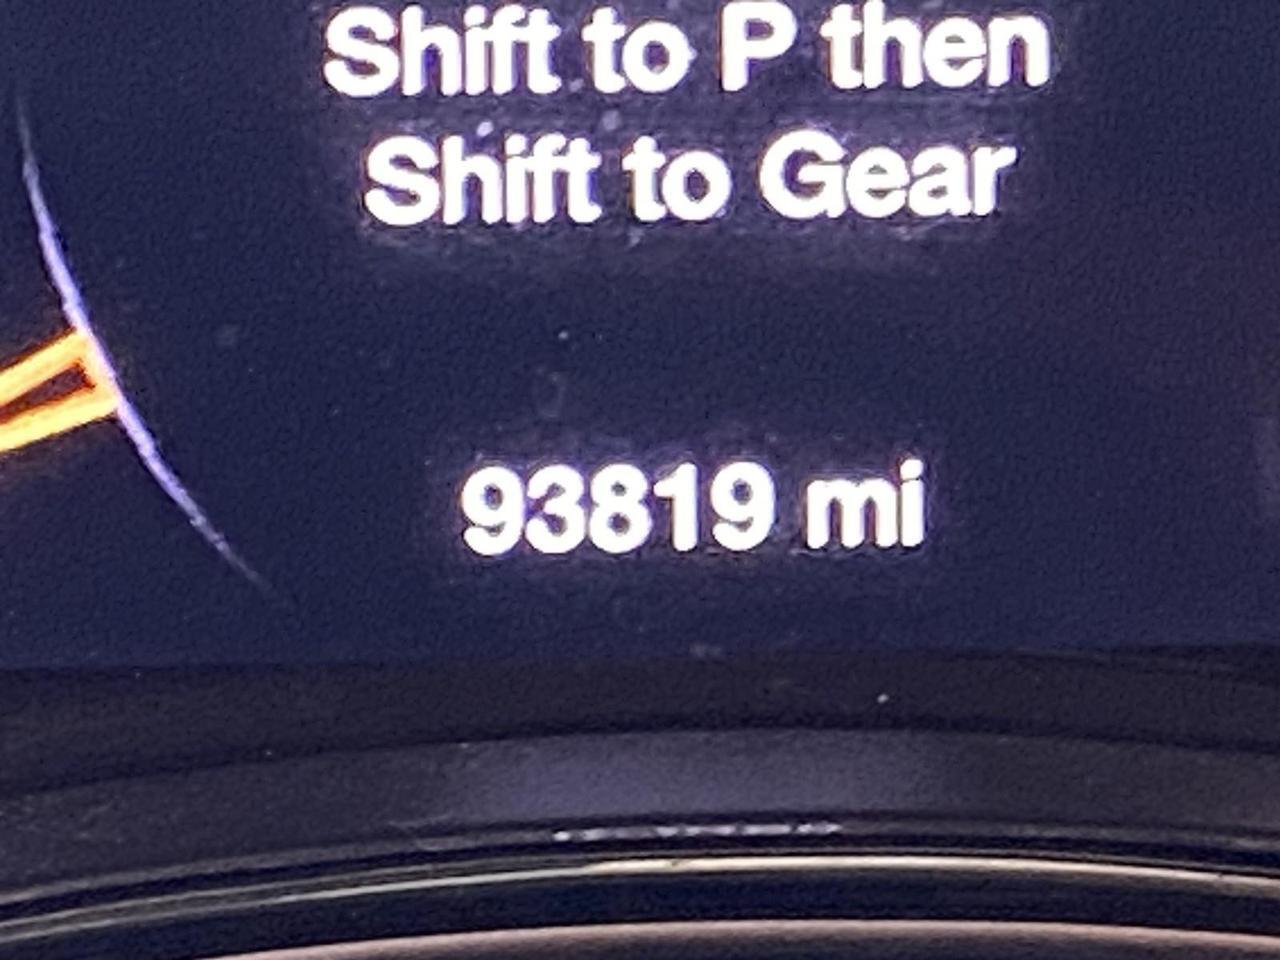 Shift to P then
Shift to Gear
93819 mi